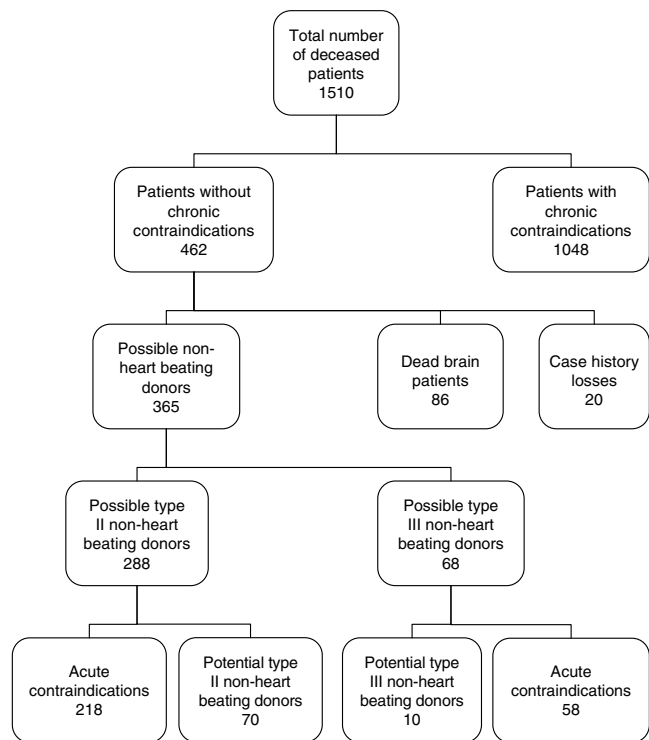 Total number
of deceased
patients
1510
Patients without
chronic
contraindications
462
Patients with
chronic
contraindications
1048
Possible non-
heart beating
donors
365
Dead brain
patients
86
Case history
losses
20
Possible type
II non-heart
beating donors
288
Possible type
III non-heart
beating donors
68
Acute
contraindications
218
Potential type
II non-heart
beating donors
70
Potential type
III non-heart
beating donors
10
Acute
contraindications
58